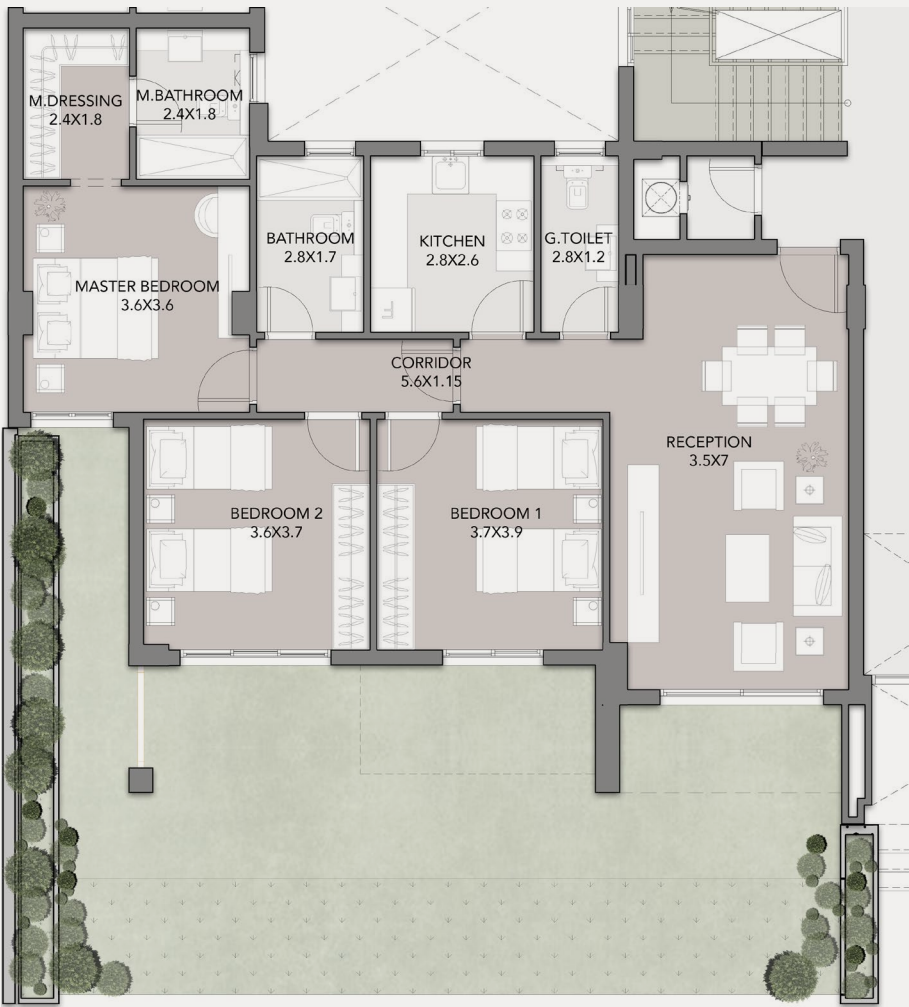 M.DRESSING
2.4X1.8
M.BATHROOM
2.4X1.8
BATHROOM
2.8X1.7
KITCHEN
2.8X2.6
G.TOILET
2.8X1.2
MASTER BEDROOM
3.6X3.6
F
CORRIDOR
5.6X1.15
RECEPTION
3.5X7
BEDROOM 2
3.6X3.7
BEDROOM 1
3.7X3.9